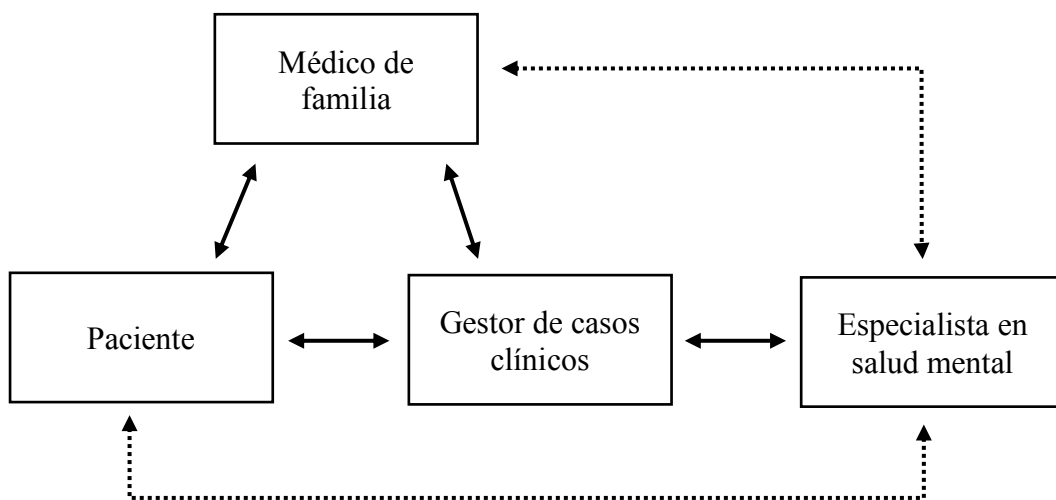 Médico de
familia
Paciente
Gestor de casos
clínicos
Especialista en
salud mental